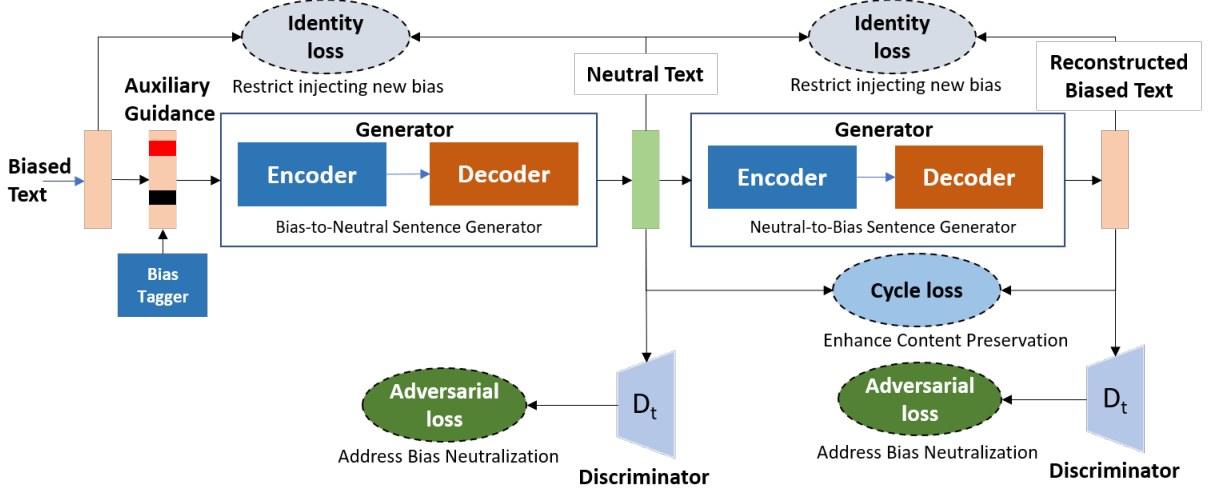 Identity
loss
Restrict injecting new bias
Identity
loss
Restrict injecting new bias
Neutral Text
Reconstructed
Biased Text
Auxiliary
Guidance
Biased
Text
Bias
Tagger
Generator
Encoder
Decoder
Bias-to-Neutral Sentence Generator
Generator
Encoder
Decoder
Neutral-to-Bias Sentence Generator
Cycle loss
Enhance Content Preservation
Adversarial
loss
Address Bias Neutralization
Dt
Discriminator
Adversarial
loss
Address Bias Neutralization
Dt
Discriminator